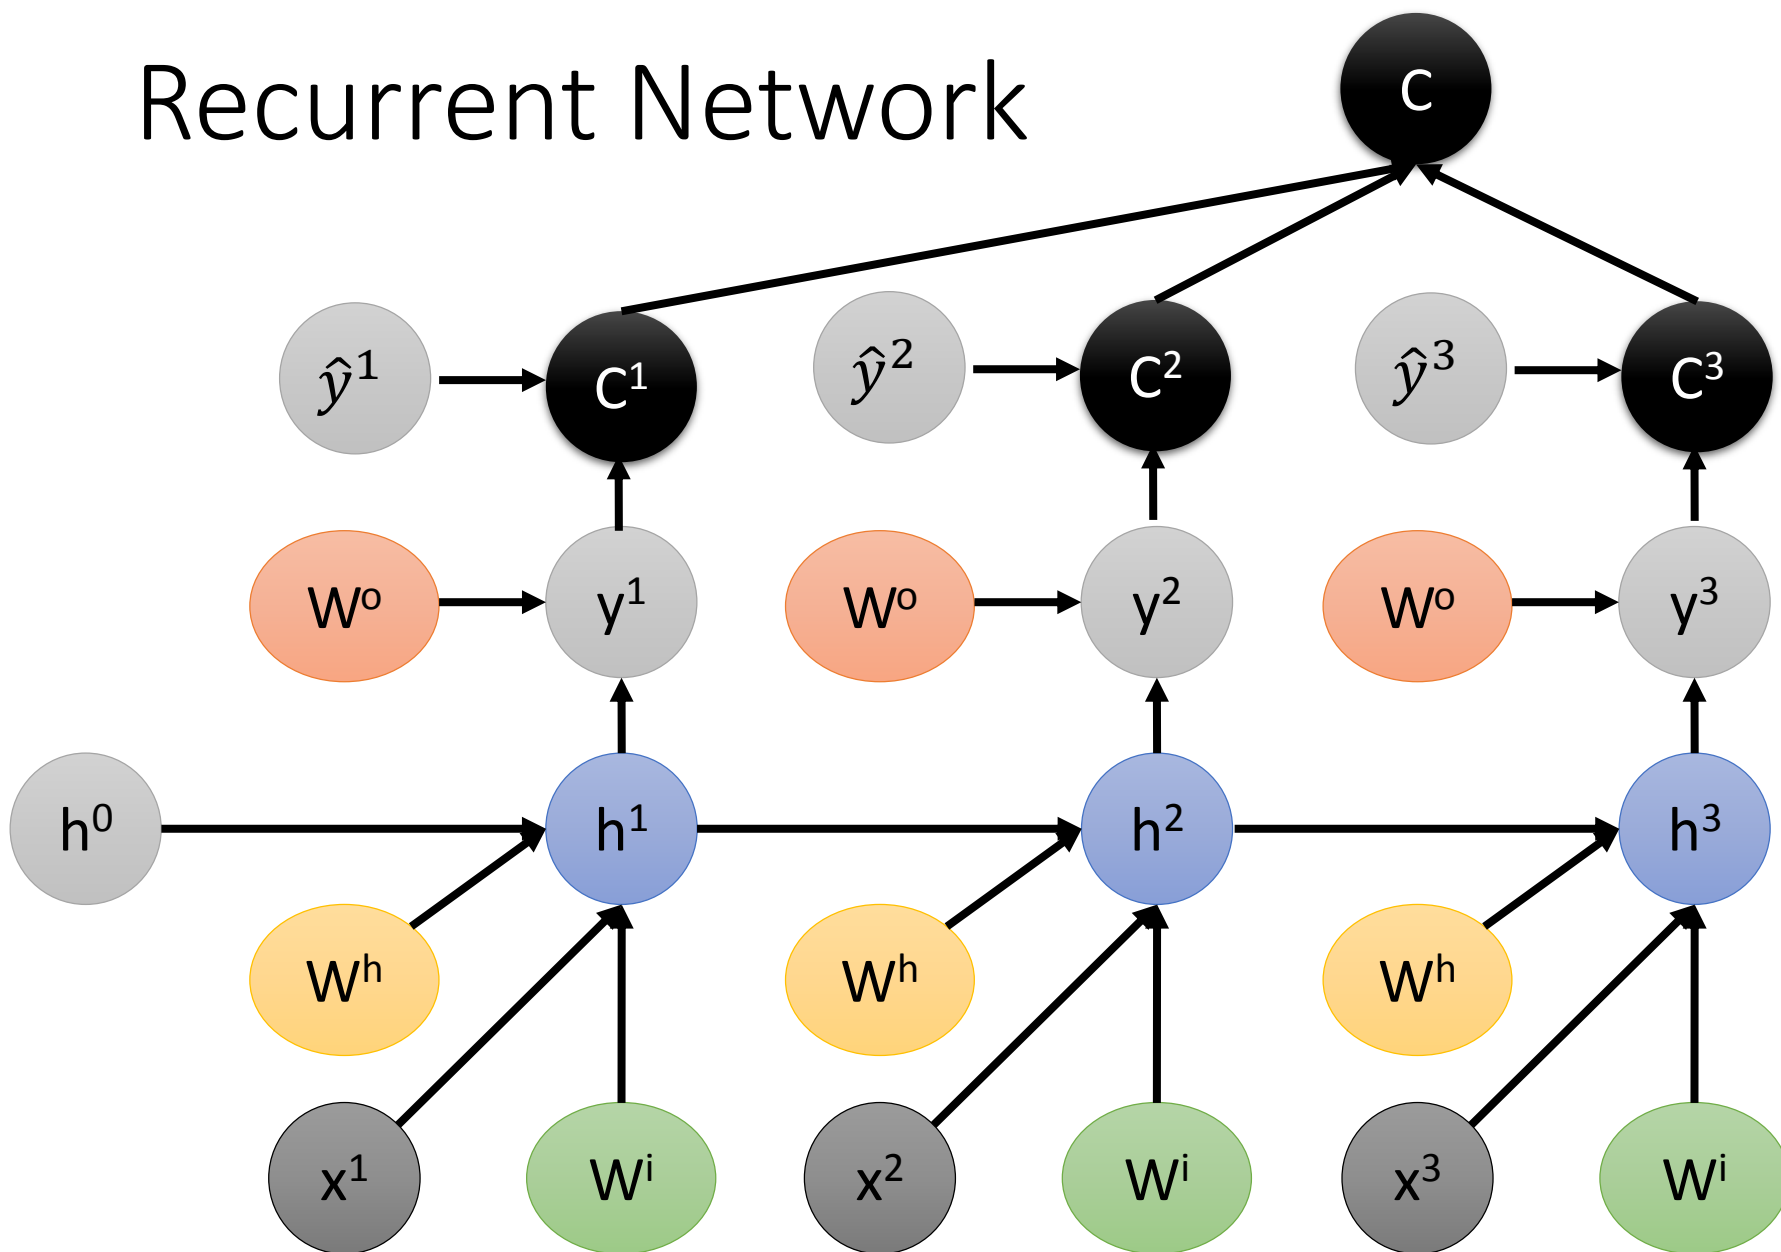 Recurrent Network
C
ŷ¹ C¹ ŷ² C² ŷ³ C³
Wᵒ y¹ Wᵒ y² Wᵒ y³
h⁰ h¹ h² h³
Wʰ Wʰ Wʰ
x¹ Wⁱ x² Wⁱ x³ Wⁱ